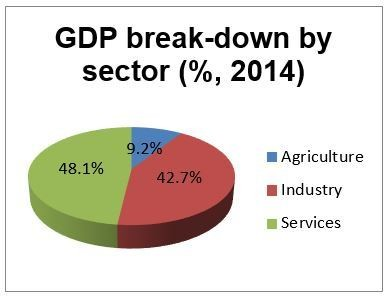 GDP break-down by
sector (%, 2014)
9.2%
48.1%
42.7%
Agriculture
Industry
Services